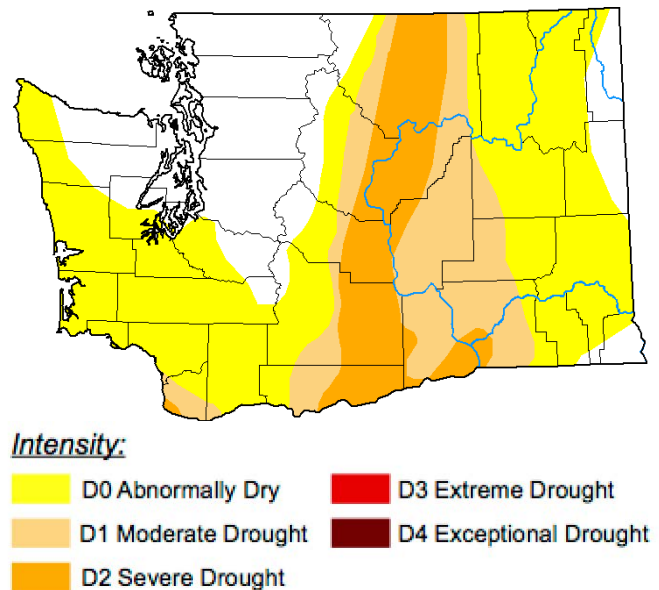 Intensity:
D0 Abnormally Dry
D1 Moderate Drought
D2 Severe Drought
D3 Extreme Drought
D4 Exceptional Drought